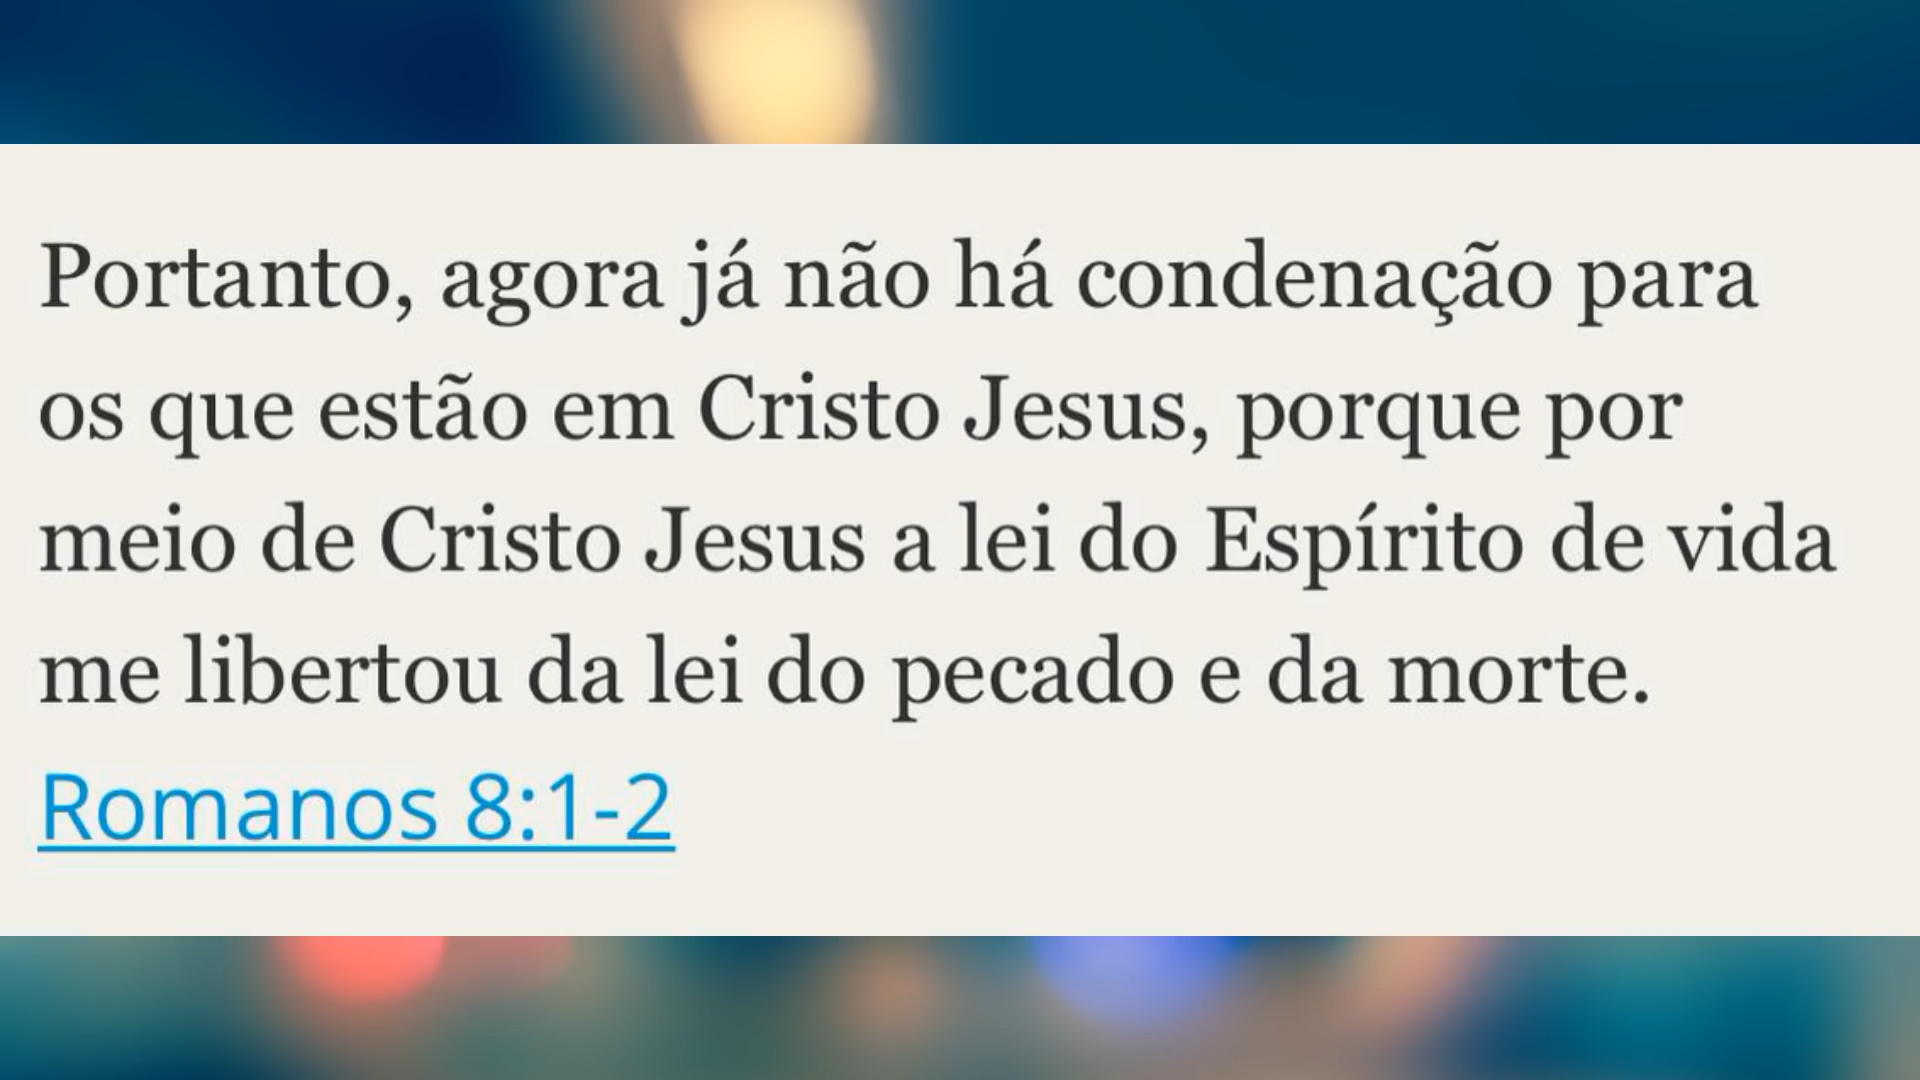 Portanto, agora já não há condenação para
os que estão em Cristo Jesus, porque por
meio de Cristo Jesus a lei do Espírito de vida
me libertou da lei do pecado e da morte.
Romanos 8:1-2